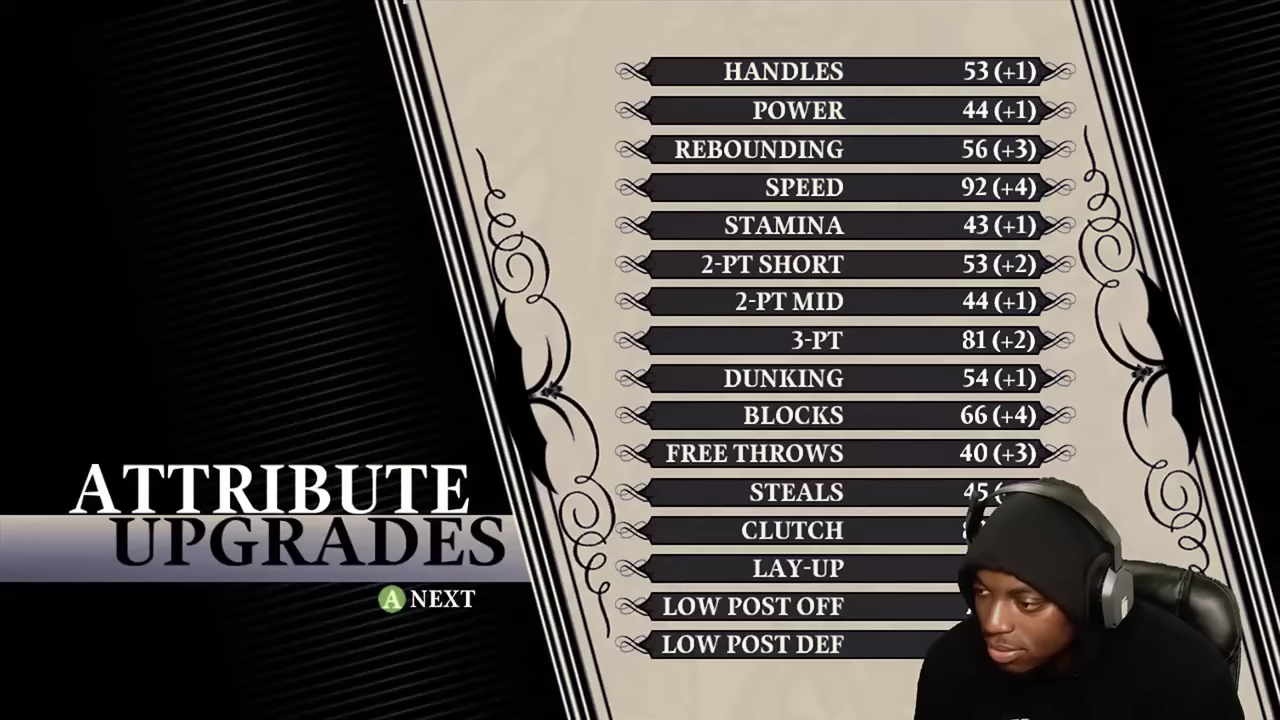 HANDLES 53 (+1)
POWER 44 (+1)
REBOUNDING 56 (+3)
SPEED 92 (+4)
STAMINA 43 (+1)
2-PT SHORT 53 (+2)
2-PT MID 44 (+1)
3-PT 81 (+2)
DUNKING 54 (+1)
BLOCKS 66 (+4)
FREE THROWS 40 (+3)
STEALS 45
CLUTCH
LAY-UP
LOW POST OFF
LOW POST DEF
ATTRIBUTE
UPGRADES
A NEXT